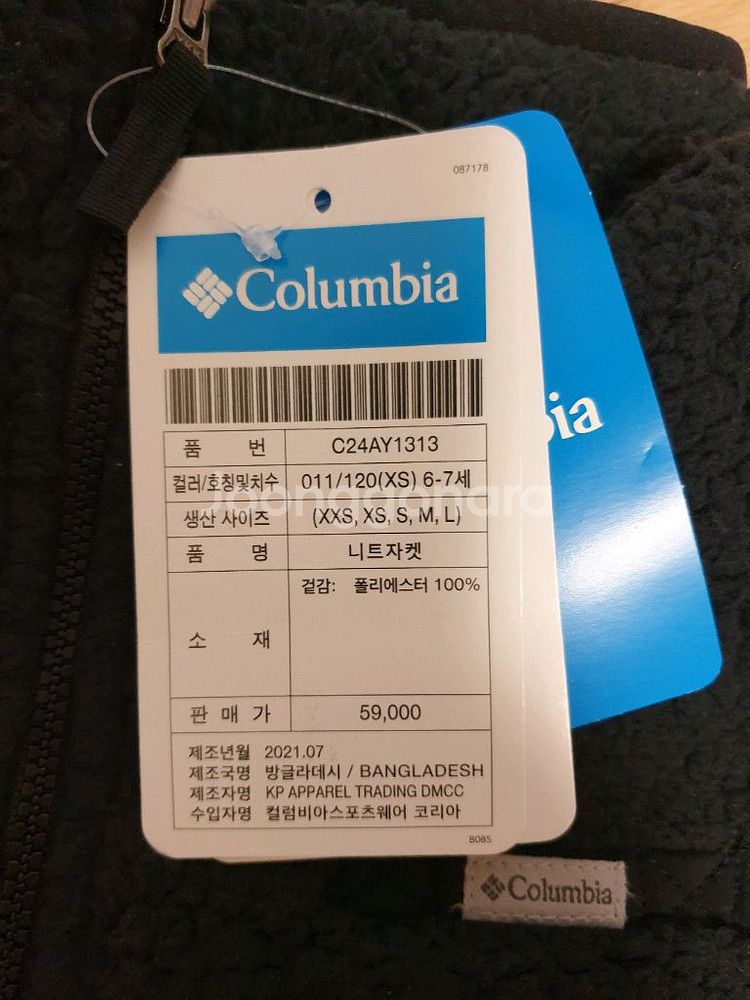 087178
Columbia
품 번 C24AY1313
컬러/호칭및치수 011/120(XS) 6-7세
생산 사이즈 (XXS, XS, S, M, L)
품 명 니트자켓
소 재 겉감: 폴리에스터 100%
판 매 가 59,000
제조년월 2021.07
제조국명 방글라데시 / BANGLADESH
제조자명 KP APPAREL TRADING DMCC
수입자명 컬럼비아스포츠웨어 코리아
B085
bia
Columbia
Joonggonara